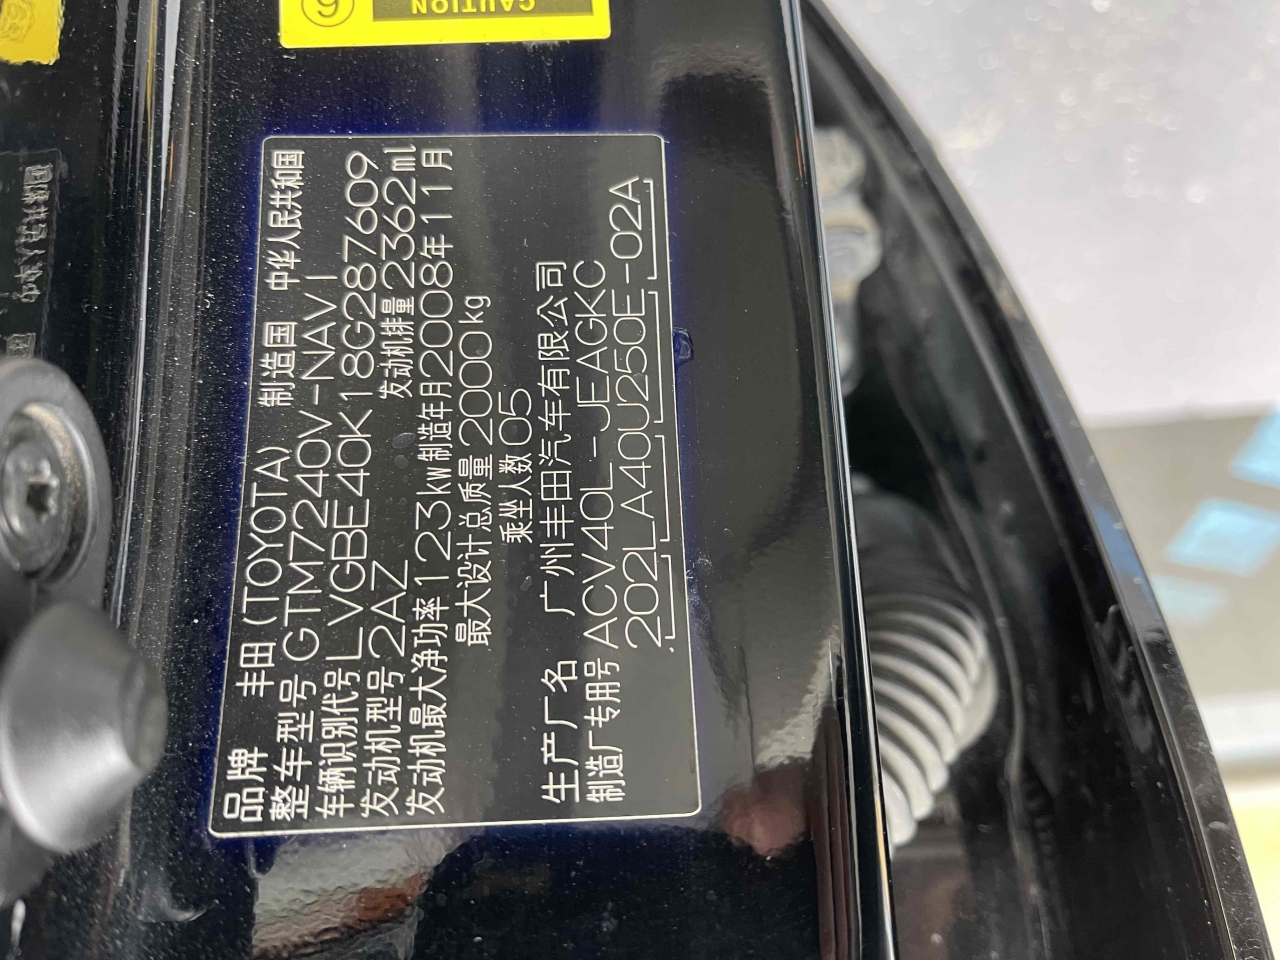 CAUTION
品牌 丰田(TOYOTA) 制造国 中华人民共和国
整车型号 GTM7240V-NAVI
车辆识别代号 LVGBE40K18G287609
发动机型号 2AZ 发动机排量 2362ml
发动机最大净功率 123kw 制造年月 2008年11月
最大设计总质量 2000kg
乘坐人数 05
生产厂名 广州丰田汽车有限公司
制造厂专用号 ACV40L-JEAGKC
202LA40U250E-02A